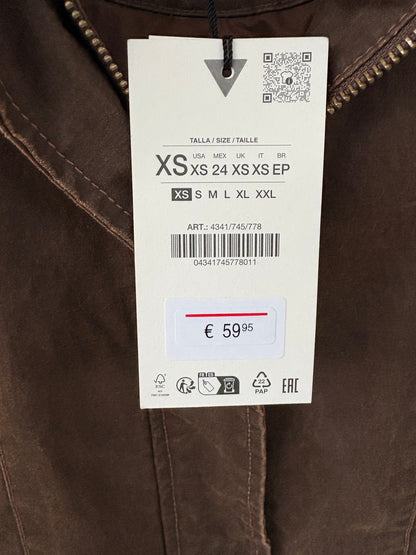 TALLA / SIZE / TAILLE
XS USA XS MEX 24 UK XS IT XS BR EP
XS S M L XL XXL
ART.: 4341/745/778
04341745778011
€ 59.95
FSC
22
PAP
EAC